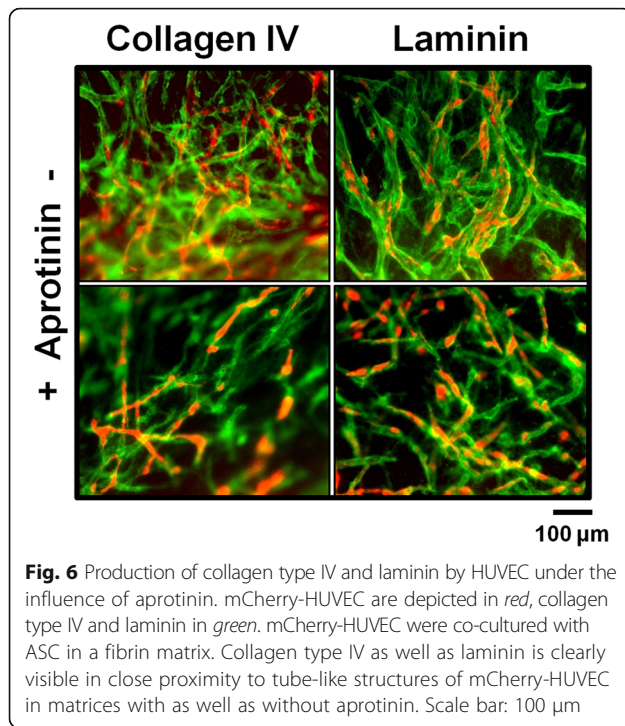 Collagen IV Laminin
+ Aprotinin -
100 µm
Fig. 6 Production of collagen type IV and laminin by HUVEC under the
influence of aprotinin. mCherry-HUVEC are depicted in red, collagen
type IV and laminin in green. mCherry-HUVEC were co-cultured with
ASC in a fibrin matrix. Collagen type IV as well as laminin is clearly
visible in close proximity to tube-like structures of mCherry-HUVEC
in matrices with as well as without aprotinin. Scale bar: 100 µm